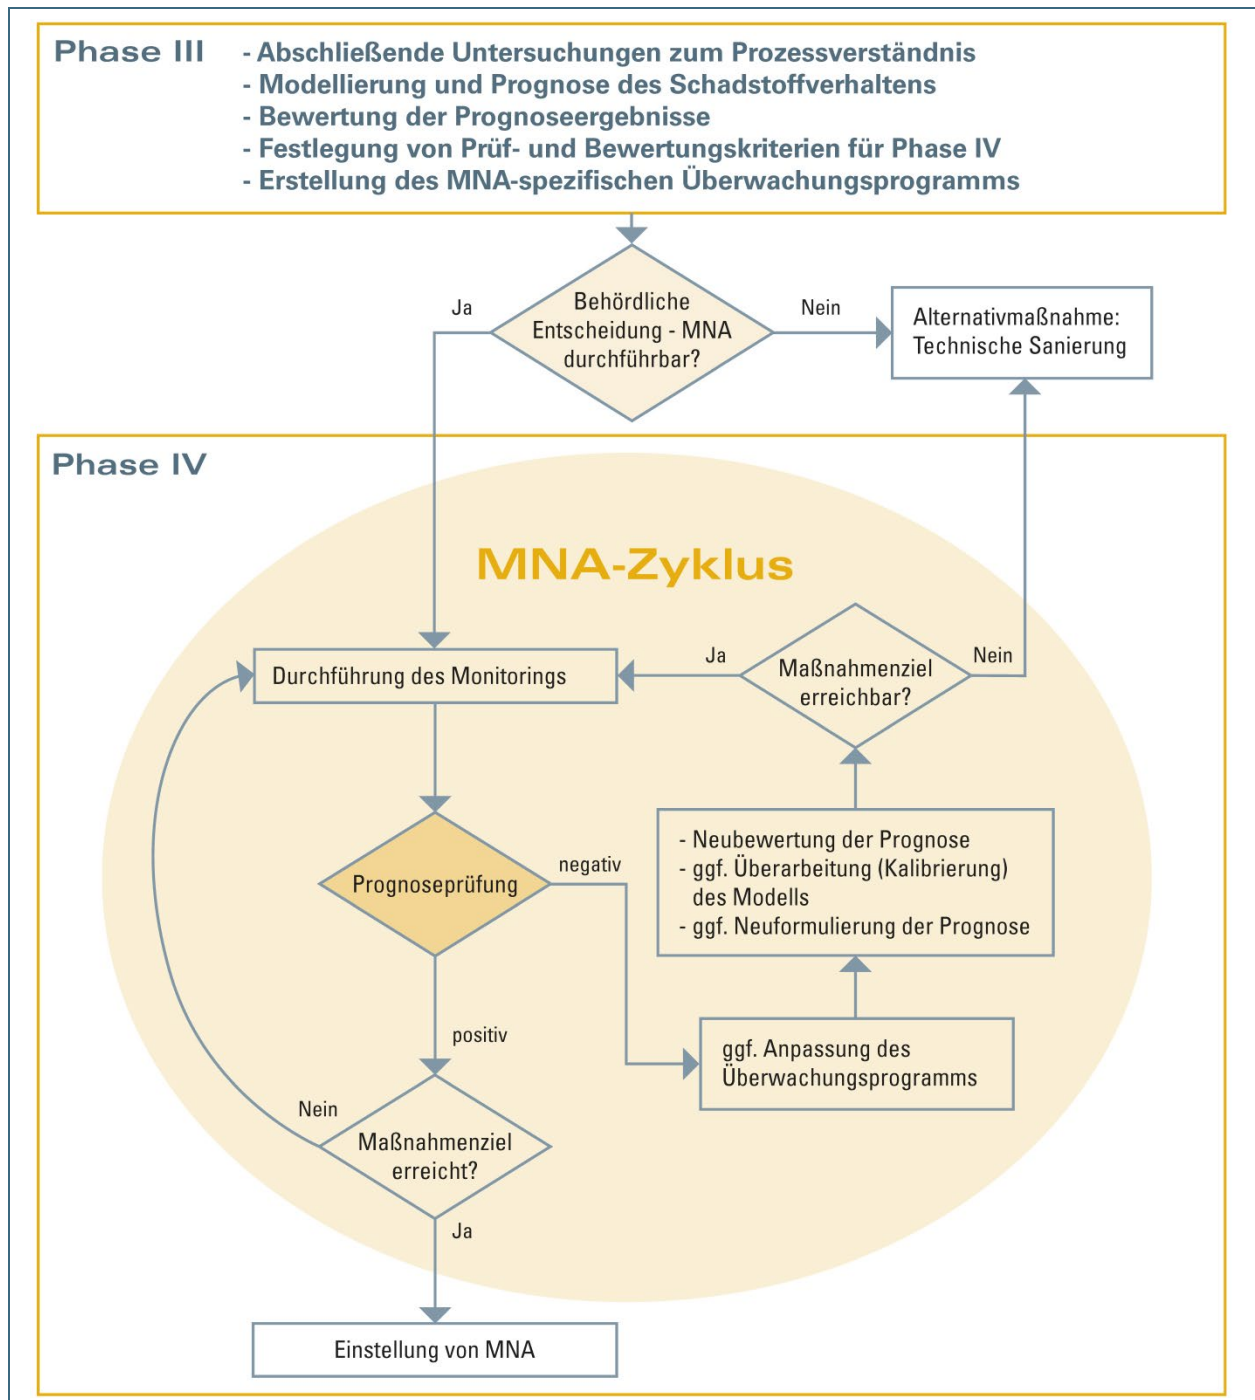 Phase III
- Abschließende Untersuchungen zum Prozessverständnis
- Modellierung und Prognose des Schadstoffverhaltens
- Bewertung der Prognoseergebnisse
- Festlegung von Prüf- und Bewertungskriterien für Phase IV
- Erstellung des MNA-spezifischen Überwachungsprogramms
Ja
Behördliche
Entscheidung - MNA
durchführbar?
Nein
Alternativmaßnahme:
Technische Sanierung
Phase IV
MNA-Zyklus
Durchführung des Monitorings
Ja
Maßnahmenziel
erreichbar?
Nein
Prognoseprüfung
negativ
- Neubewertung der Prognose
- ggf. Überarbeitung (Kalibrierung)
des Modells
- ggf. Neuformulierung der Prognose
positiv
ggf. Anpassung des
Überwachungsprogramms
Nein
Maßnahmenziel
erreicht?
Ja
Einstellung von MNA